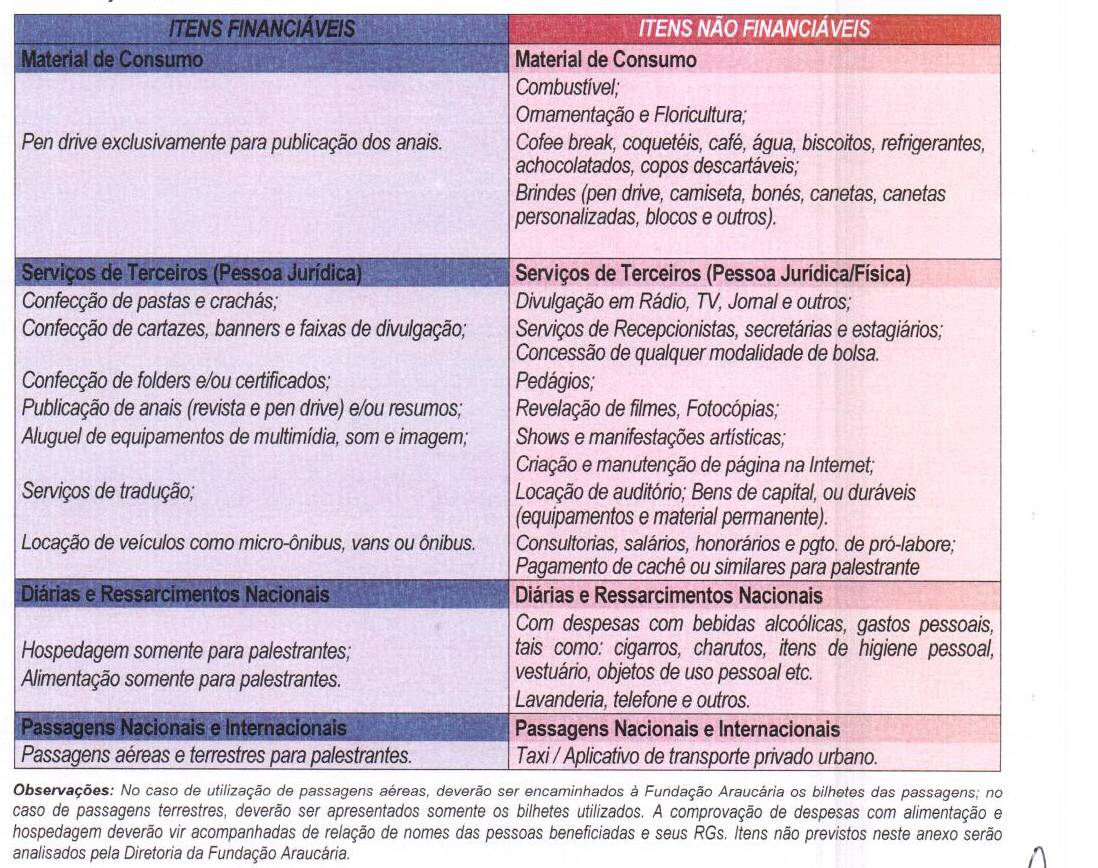 ITENS FINANCIÁVEIS
ITENS NÃO FINANCIÁVEIS
Material de Consumo
Material de Consumo
Pen drive exclusivamente para publicação dos anais.
Combustível;
Ornamentação e Floricultura;
Cofee break, coquetéis, café, água, biscoitos, refrigerantes,
achocolatados, copos descartáveis;
Brindes (pen drive, camiseta, bonés, canetas, canetas
personalizadas, blocos e outros).
Serviços de Terceiros (Pessoa Jurídica)
Serviços de Terceiros (Pessoa Jurídica/Física)
Confecção de pastas e crachás;
Divulgação em Rádio, TV, Jornal e outros;
Confecção de cartazes, banners e faixas de divulgação;
Serviços de Recepcionistas, secretárias e estagiários;
Concessão de qualquer modalidade de bolsa.
Confecção de folders e/ou certificados;
Pedágios;
Publicação de anais (revista e pen drive) e/ou resumos;
Revelação de filmes, Fotocópias;
Aluguel de equipamentos de multimídia, som e imagem;
Shows e manifestações artísticas;
Criação e manutenção de página na Internet;
Serviços de tradução;
Locação de auditório; Bens de capital, ou duráveis
(equipamentos e material permanente).
Locação de veículos como micro-ônibus, vans ou ônibus.
Consultorias, salários, honorários e pgto. de pró-labore;
Pagamento de cachê ou similares para palestrante
Diárias e Ressarcimentos Nacionais
Diárias e Ressarcimentos Nacionais
Hospedagem somente para palestrantes;
Alimentação somente para palestrantes.
Com despesas com bebidas alcoólicas, gastos pessoais,
tais como: cigarros, charutos, itens de higiene pessoal,
vestuário, objetos de uso pessoal etc.
Lavanderia, telefone e outros.
Passagens Nacionais e Internacionais
Passagens Nacionais e Internacionais
Passagens aéreas e terrestres para palestrantes.
Taxi / Aplicativo de transporte privado urbano.
Observações: No caso de utilização de passagens aéreas, deverão ser encaminhados à Fundação Araucária os bilhetes das passagens; no
caso de passagens terrestres, deverão ser apresentados somente os bilhetes utilizados. A comprovação de despesas com alimentação e
hospedagem deverão vir acompanhadas de relação de nomes das pessoas beneficiadas e seus RGs. Itens não previstos neste anexo serão
analisados pela Diretoria da Fundação Araucária.